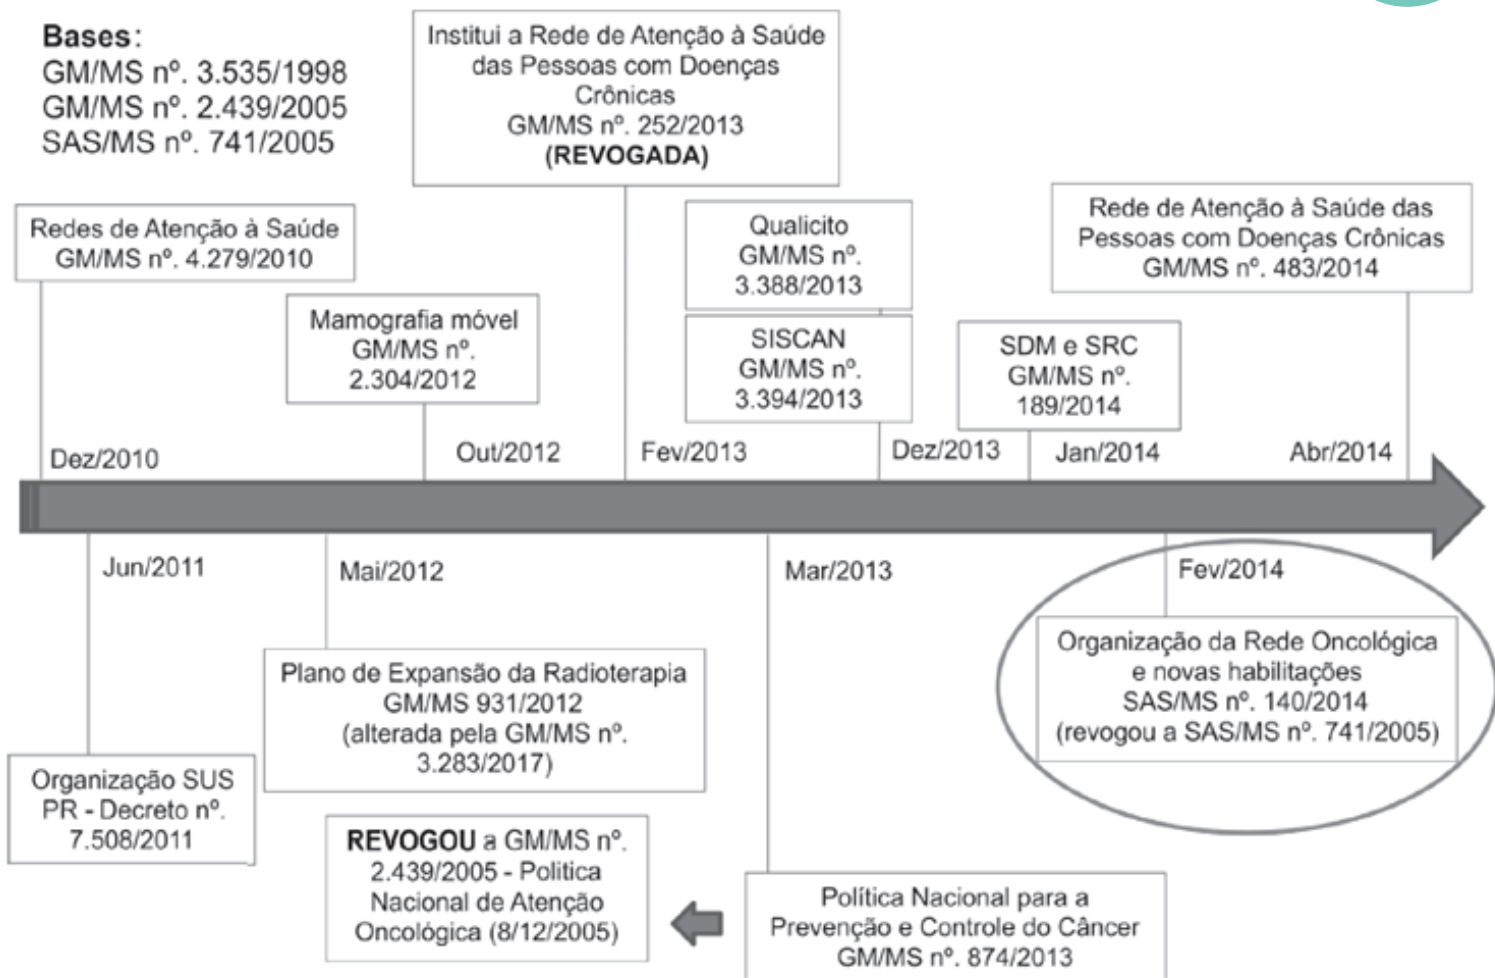 Bases:
GM/MS nº. 3.535/1998
GM/MS nº. 2.439/2005
SAS/MS nº. 741/2005
Institui a Rede de Atenção à Saúde
das Pessoas com Doenças
Crônicas
GM/MS nº. 252/2013
(REVOGADA)
Redes de Atenção à Saúde
GM/MS nº. 4.279/2010
Mamografia móvel
GM/MS nº.
2.304/2012
Qualicito
GM/MS nº.
3.388/2013
SISCAN
GM/MS nº.
3.394/2013
SDM e SRC
GM/MS nº.
189/2014
Rede de Atenção à Saúde das
Pessoas com Doenças Crônicas
GM/MS nº. 483/2014
Dez/2010
Out/2012
Fev/2013
Dez/2013
Jan/2014
Abr/2014
Jun/2011
Mai/2012
Mar/2013
Fev/2014
Organização SUS
PR - Decreto nº.
7.508/2011
Plano de Expansão da Radioterapia
GM/MS 931/2012
(alterada pela GM/MS nº.
3.283/2017)
REVOGOU a GM/MS nº.
2.439/2005 - Politica
Nacional de Atenção
Oncológica (8/12/2005)
Política Nacional para a
Prevenção e Controle do Câncer
GM/MS nº. 874/2013
Organização da Rede Oncológica
e novas habilitações
SAS/MS nº. 140/2014
(revogou a SAS/MS nº. 741/2005)